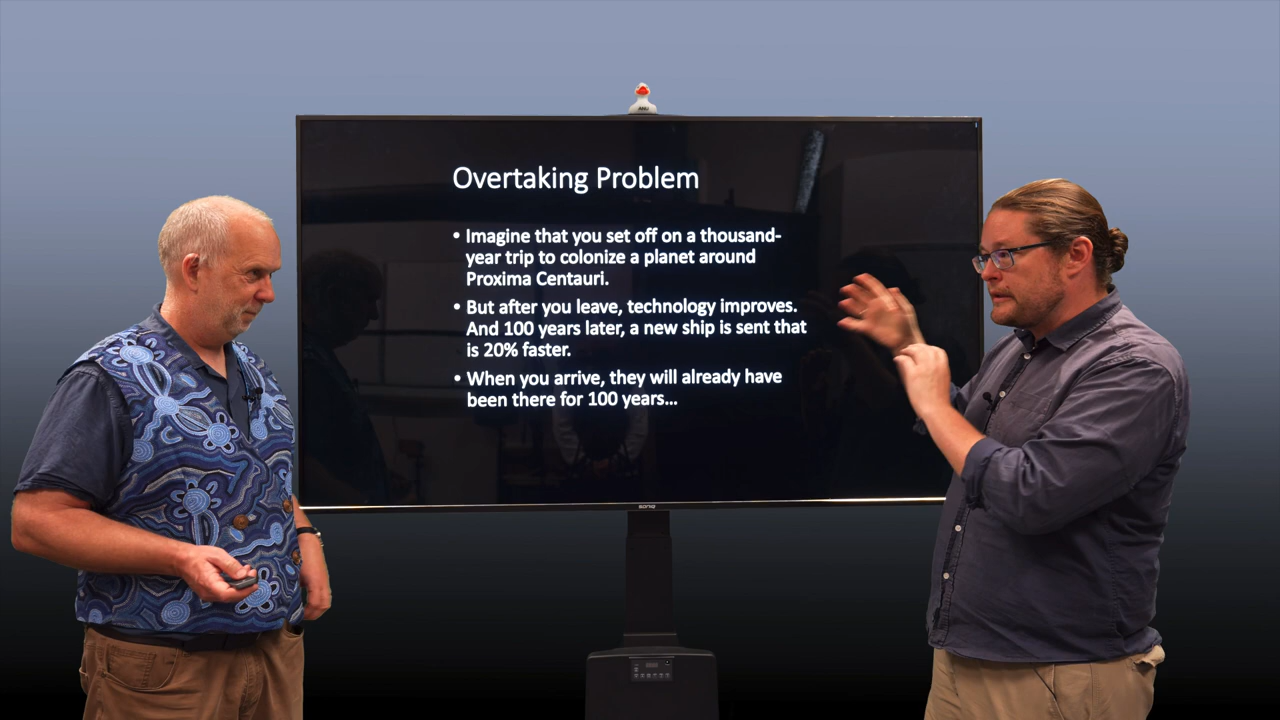 Overtaking Problem
• Imagine that you set off on a thousand-
year trip to colonize a planet around
Proxima Centauri.
• But after you leave, technology improves.
And 100 years later, a new ship is sent that
is 20% faster.
• When you arrive, they will already have
been there for 100 years...
soniq